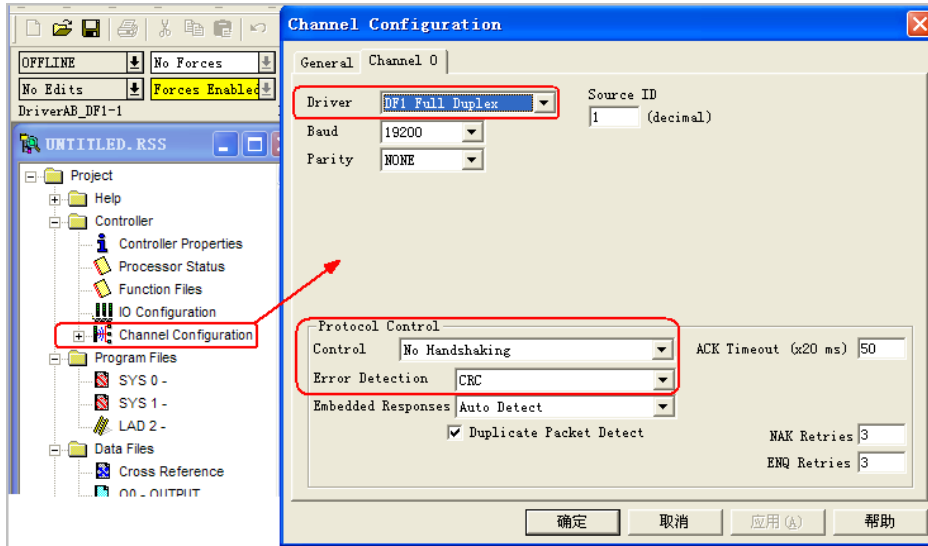 OFFLINE
No Forces
No Edits
Forces Enabled
DriverAB_DF1-1
UNTITLED.RSS
Project
Help
Controller
Controller Properties
Processor Status
Function Files
IO Configuration
Channel Configuration
Program Files
SYS 0 -
SYS 1 -
LAD 2 -
Data Files
Cross Reference
O0 - OUTPUT
Channel Configuration
General
Channel 0
Driver
DF1 Full Duplex
Source ID
1
(decimal)
Baud
19200
Parity
NONE
Protocol Control
Control
No Handshaking
ACK Timeout (x20 ms)
50
Error Detection
CRC
Embedded Responses
Auto Detect
Duplicate Packet Detect
NAK Retries
3
ENQ Retries
3
确定
取消
应用(A)
帮助